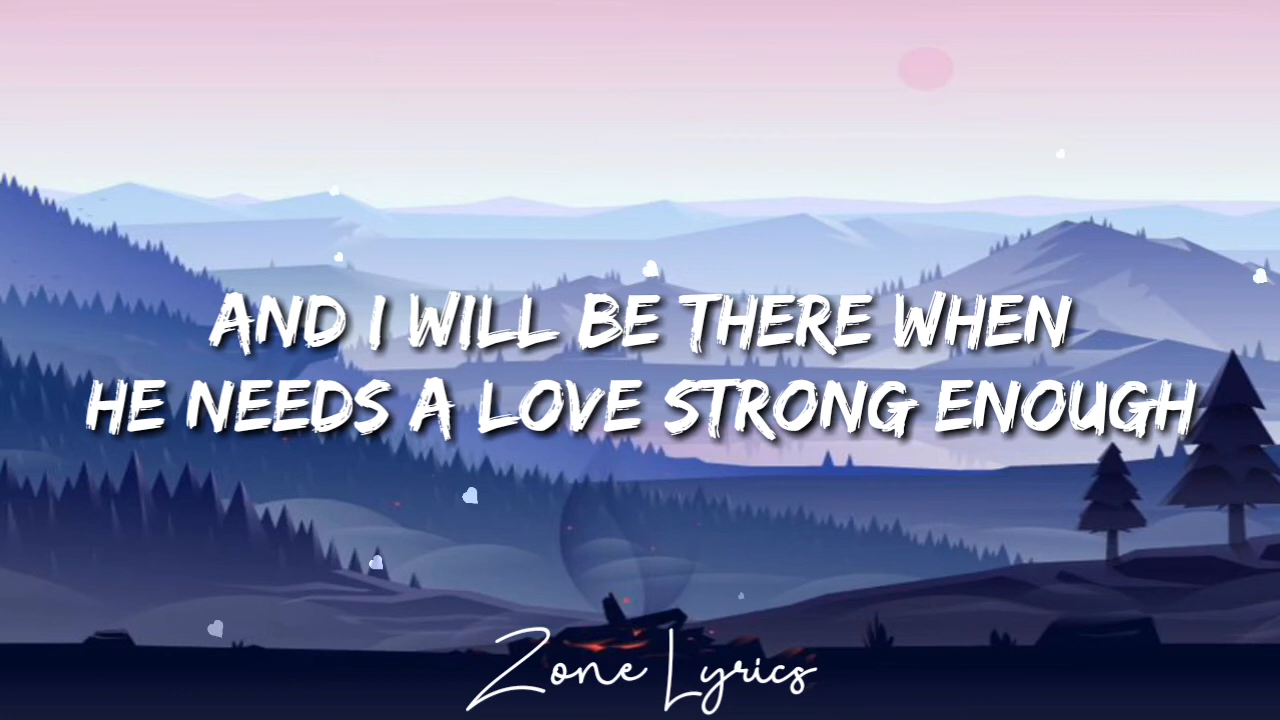 AND I WILL BE THERE WHEN
HE NEEDS A LOVE STRONG ENOUGH
Zone Lyrics